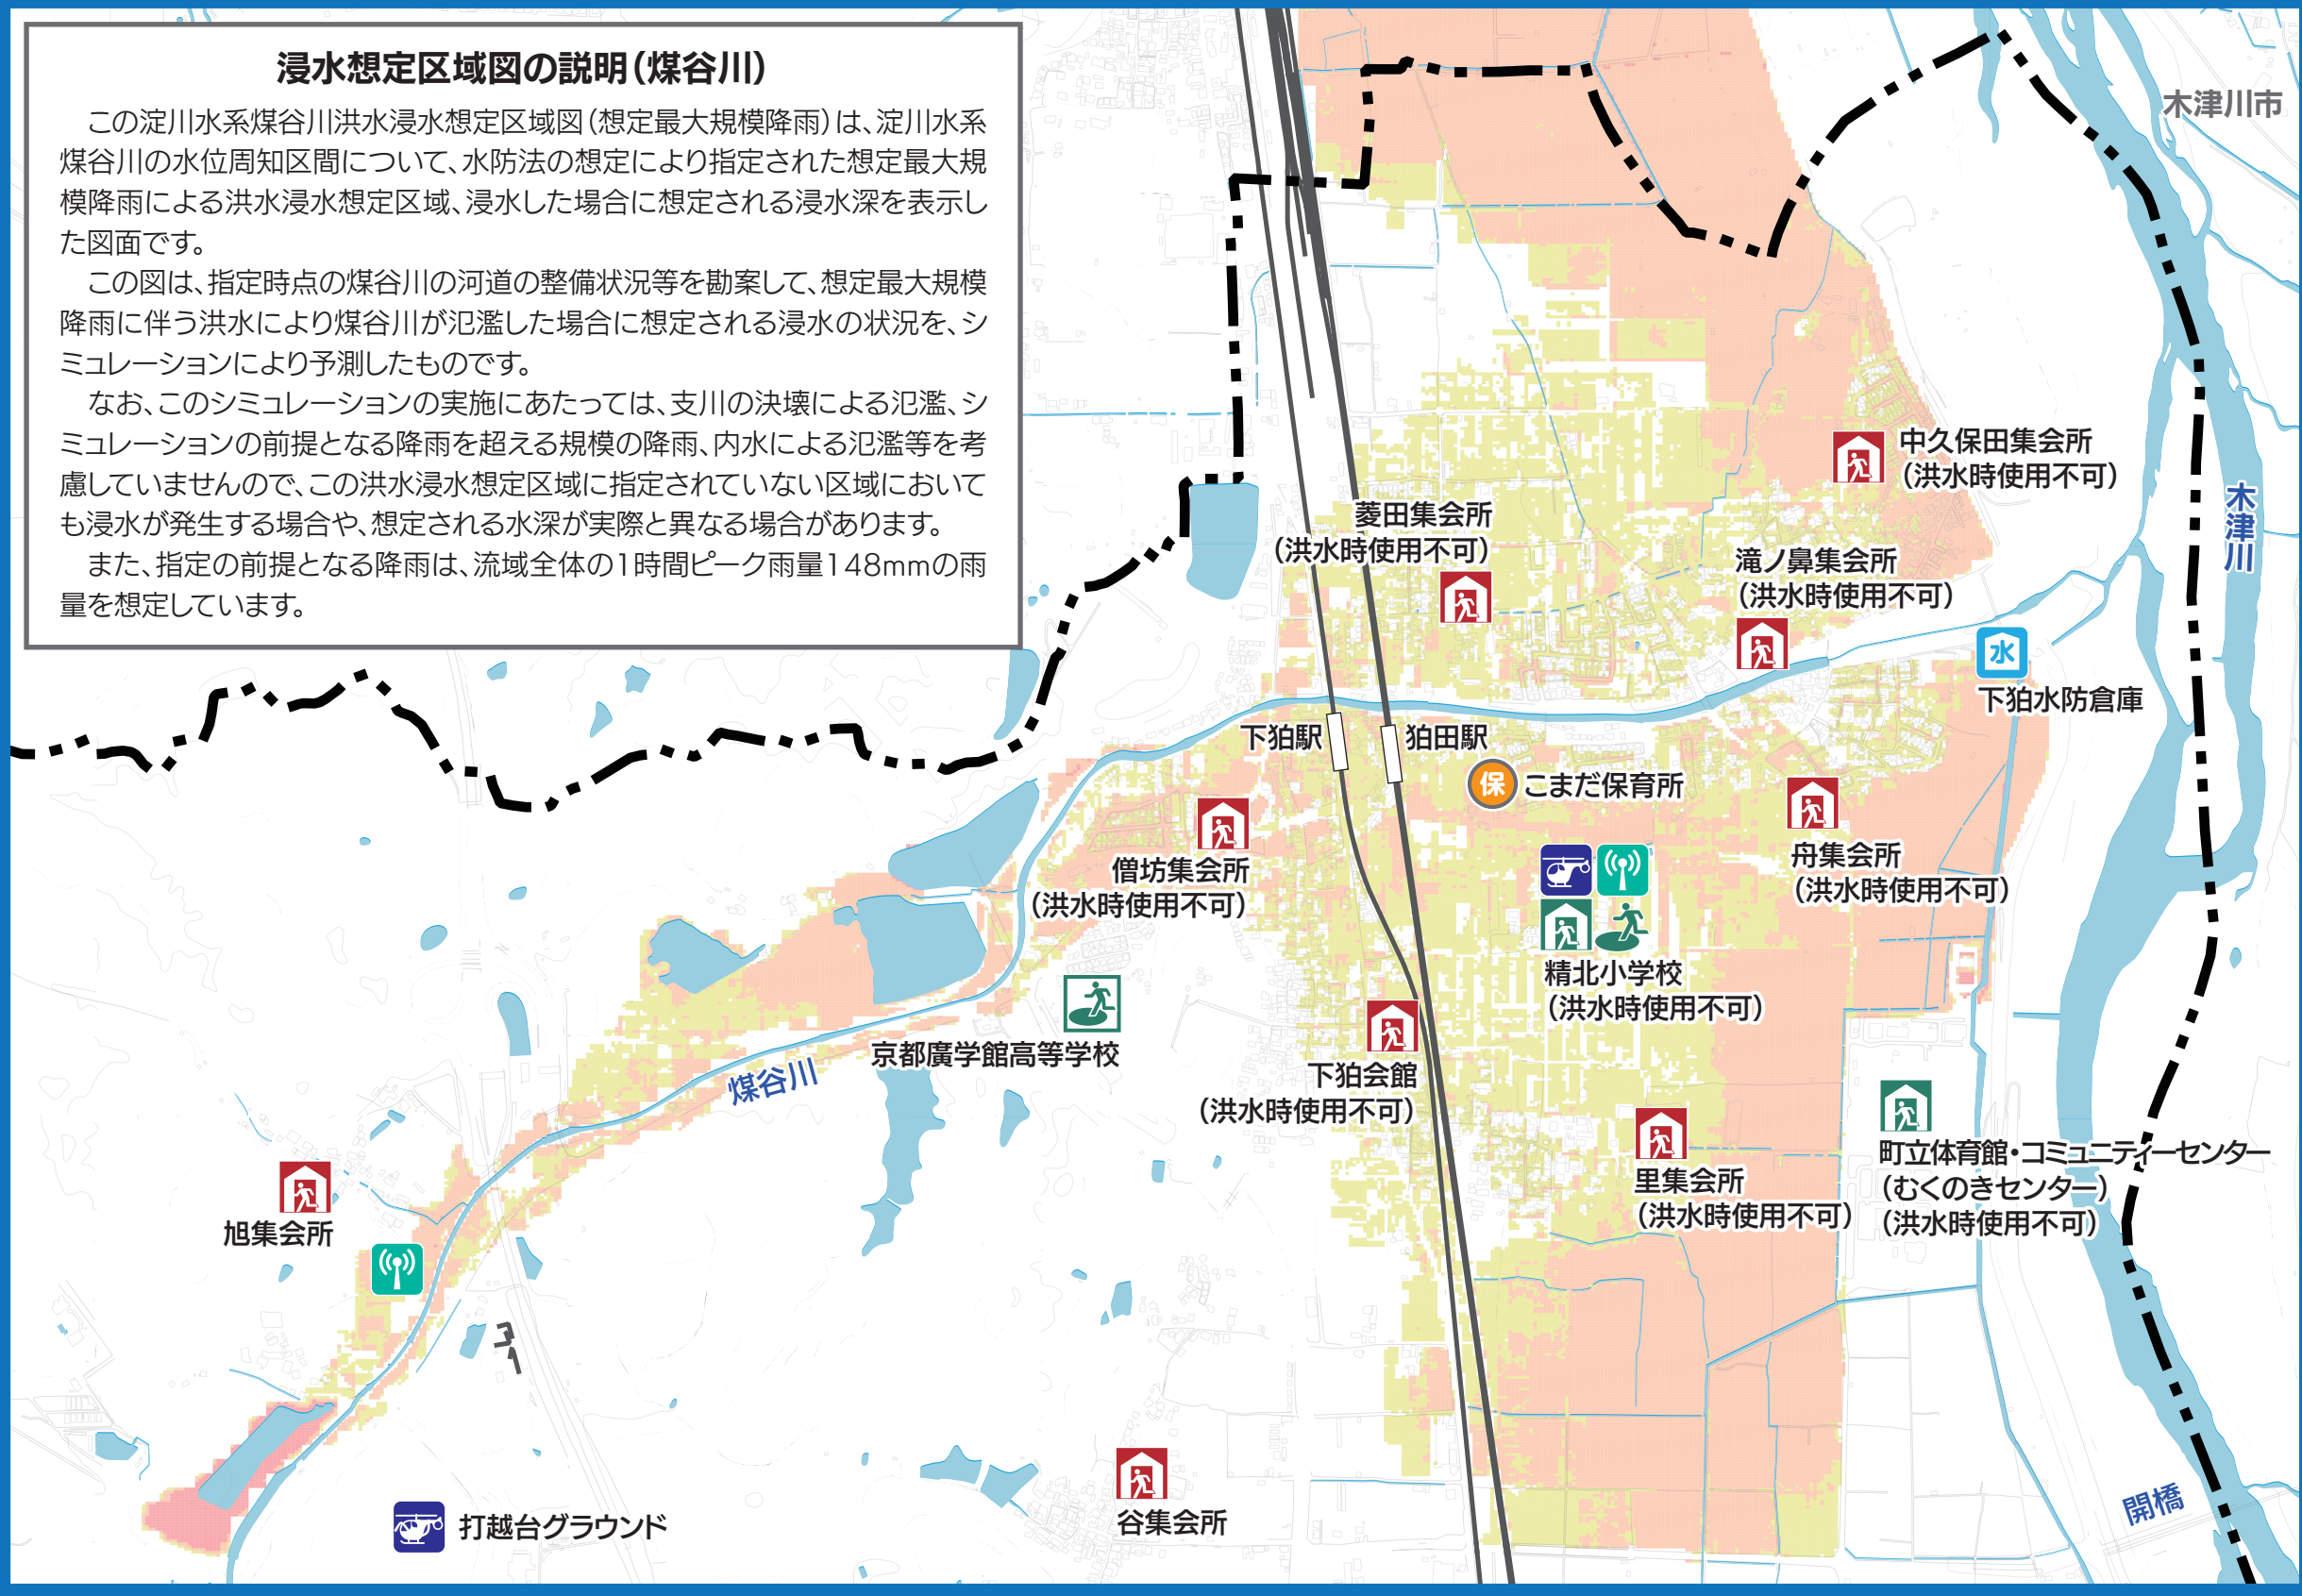 浸水想定区域図の説明（煤谷川）
この淀川水系煤谷川洪水浸水想定区域図（想定最大規模降雨）は、淀川水系
煤谷川の水位周知区間について、水防法の想定により指定された想定最大規
模降雨による洪水浸水想定区域、浸水した場合に想定される浸水深を表示し
た図面です。
この図は、指定時点の煤谷川の河道の整備状況等を勘案して、想定最大規模
降雨に伴う洪水により煤谷川が氾濫した場合に想定される浸水の状況を、シ
ミュレーションにより予測したものです。
なお、このシミュレーションの実施にあたっては、支川の決壊による氾濫、シ
ミュレーションの前提となる降雨を超える規模の降雨、内水による氾濫等を考
慮していませんので、この洪水浸水想定区域に指定されていない区域において
も浸水が発生する場合や、想定される水深が実際と異なる場合があります。
また、指定の前提となる降雨は、流域全体の1時間ピーク雨量148mmの雨
量を想定しています。
木津川市
中久保田集会所
（洪水時使用不可）
木津川
菱田集会所
（洪水時使用不可）
滝ノ鼻集会所
（洪水時使用不可）
水
下狛水防倉庫
下狛駅
狛田駅
保
こまだ保育所
舟集会所
（洪水時使用不可）
僧坊集会所
（洪水時使用不可）
精北小学校
（洪水時使用不可）
京都廣学館高等学校
煤谷川
下狛会館
（洪水時使用不可）
町立体育館・コミュニティーセンター
（むくのきセンター）
（洪水時使用不可）
里集会所
（洪水時使用不可）
旭集会所
谷集会所
打越台グラウンド
開橋